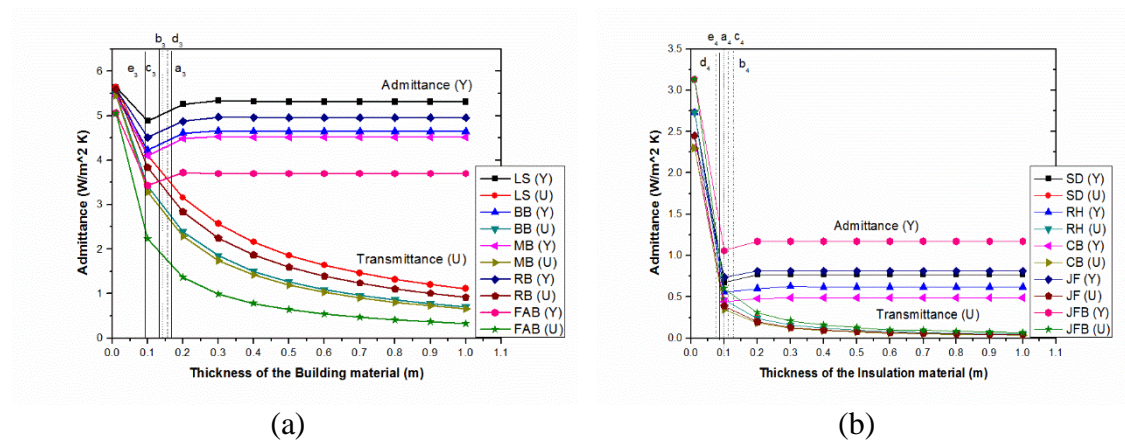 b3 d3
e3 c3 a3
Admittance (Y)
Transmittance (U)
Admittance (W/m^2 K)
6
5
4
3
2
1
0
0.0 0.1 0.2 0.3 0.4 0.5 0.6 0.7 0.8 0.9 1.0 1.1
Thickness of the Building material (m)
LS (Y)
LS (U)
BB (Y)
BB (U)
MB (Y)
MB (U)
RB (Y)
RB (U)
FAB (Y)
FAB (U)
(a)
e4 a4 c4
d4 b4
Admittance (Y)
Transmittance (U)
Admittance (W/m^2 K)
3.5
3.0
2.5
2.0
1.5
1.0
0.5
0.0
0.0 0.1 0.2 0.3 0.4 0.5 0.6 0.7 0.8 0.9 1.0 1.1
Thickness of the Insulation material (m)
SD (Y)
SD (U)
RH (Y)
RH (U)
CB (Y)
CB (U)
JF (Y)
JF (U)
JFB (Y)
JFB (U)
(b)